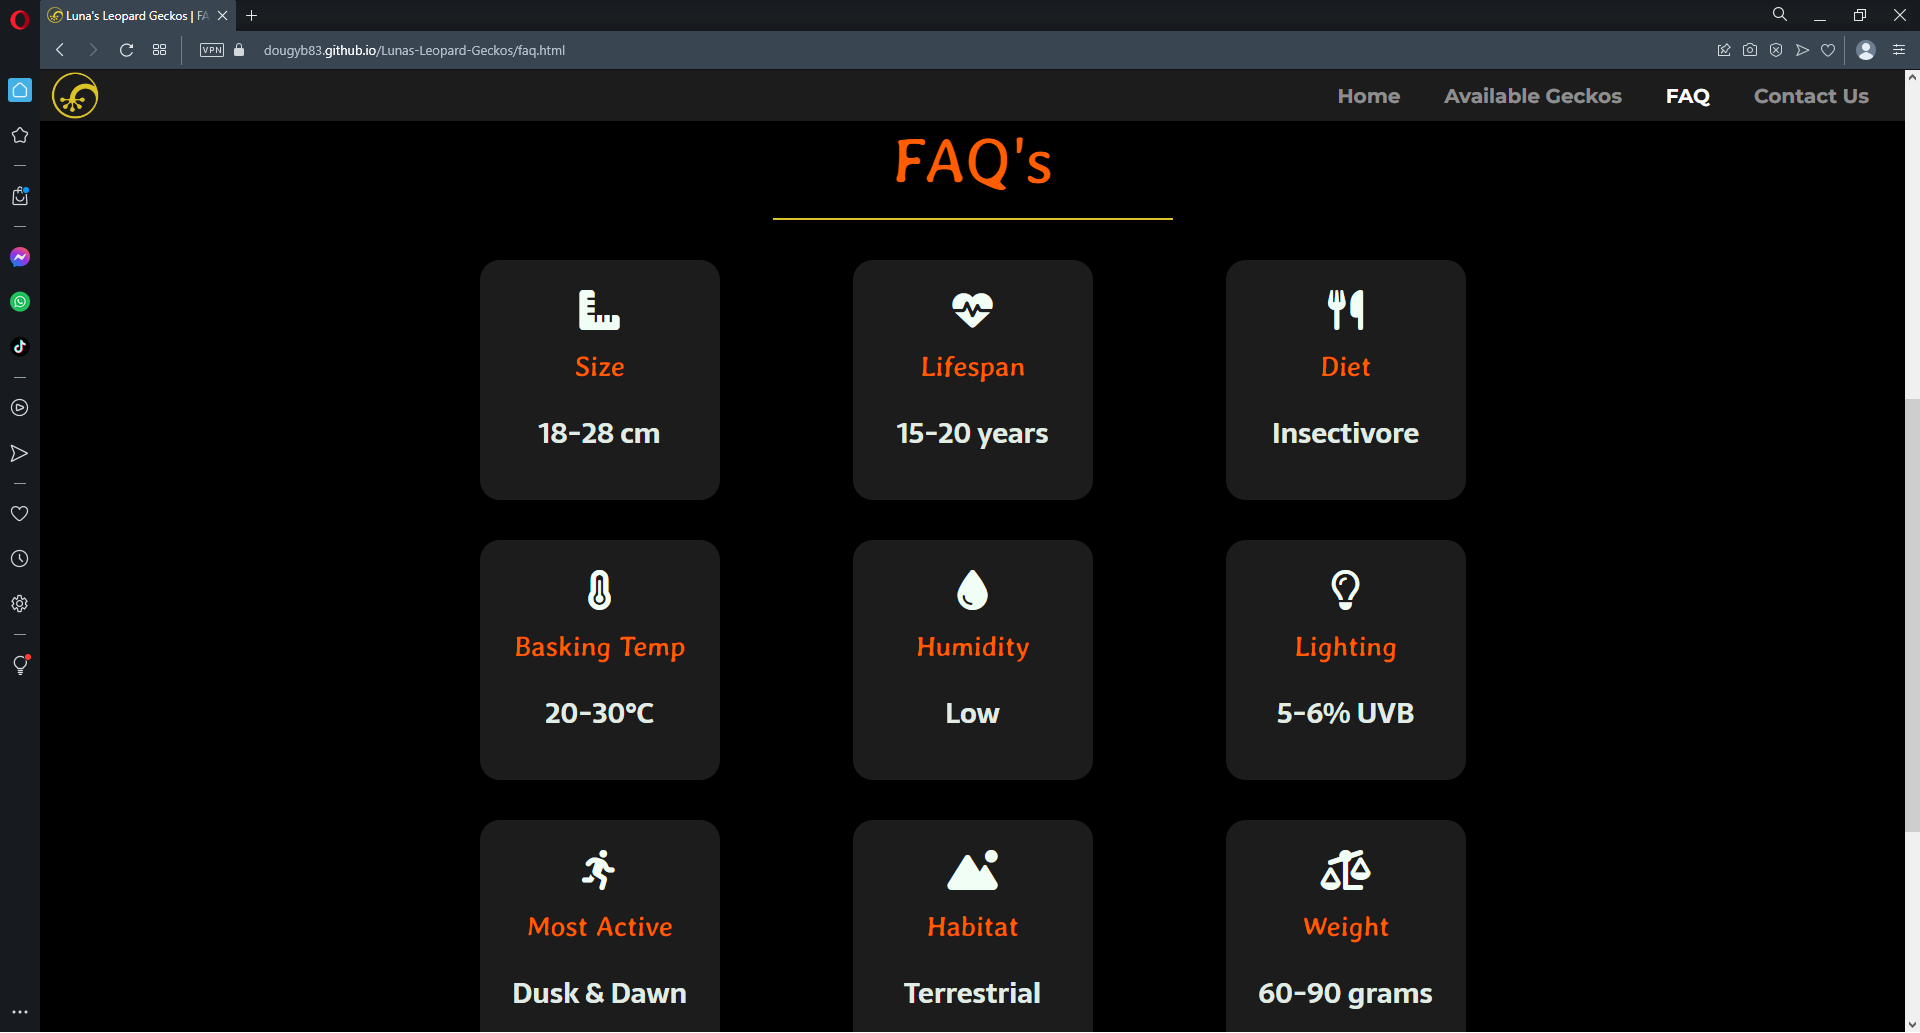 Luna's Leopard Geckos | FA
VPN
dougyb83.github.io/Lunas-Leopard-Geckos/faq.html
Home
Available Geckos
FAQ
Contact Us
FAQ's
Size
18-28 cm
Lifespan
15-20 years
Diet
Insectivore
Basking Temp
20-30°C
Humidity
Low
Lighting
5-6% UVB
Most Active
Dusk & Dawn
Habitat
Terrestrial
Weight
60-90 grams